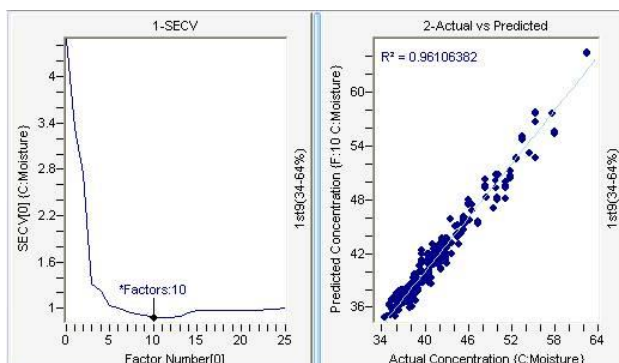 1-SECV
SECV[0] {C:Moisture}
4
3.4
2.8
2.2
1.6
1
*Factors:10
0 5 10 15 20 25
Factor Number[0]
1st9(34-64%)
2-Actual vs Predicted
R² = 0.96106382
Predicted Concentration {F:10 C:Moisture}
60
54
48
42
36
34 40 46 52 58 64
Actual Concentration {C:Moisture}
1st9(34-64%)